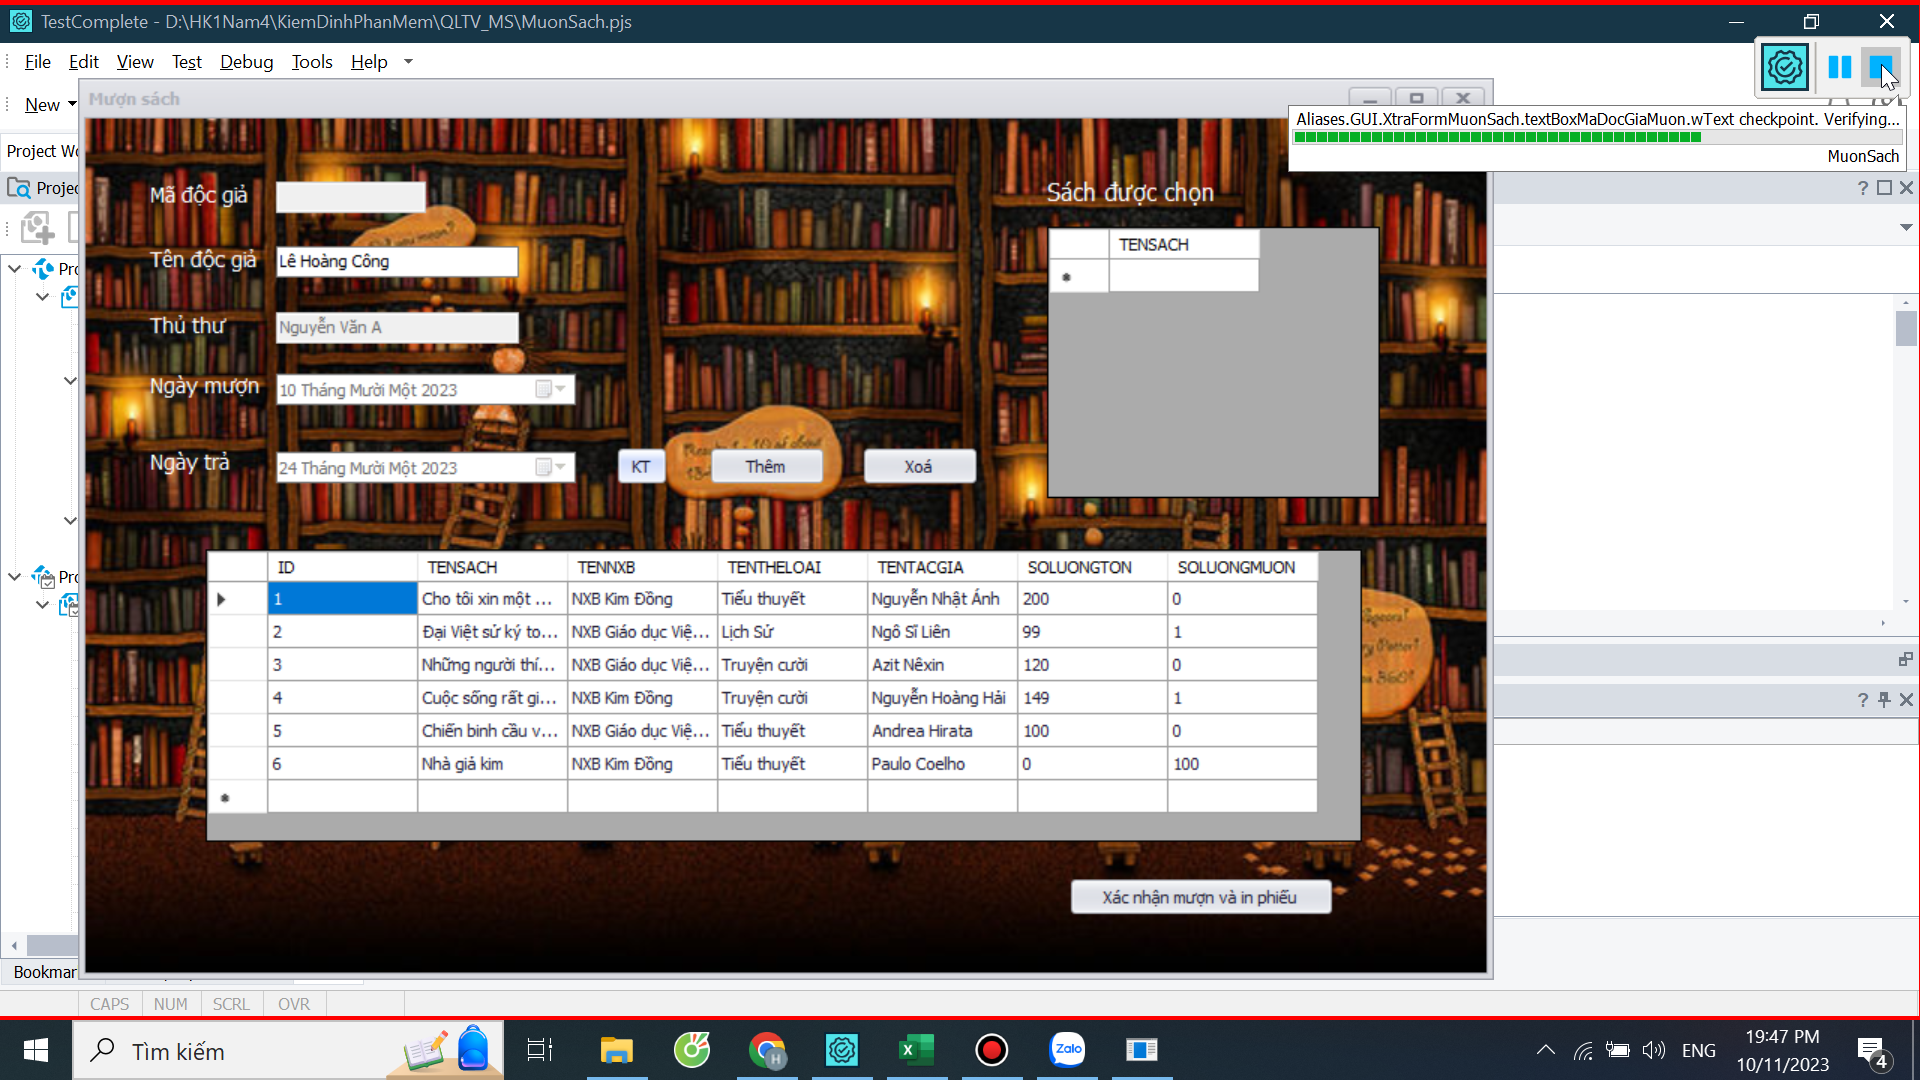 TestComplete - D:\HK1Nam4\KiemDinhPhanMem\QLTV_MS\MuonSach.pjs
File Edit View Test Debug Tools Help
New
Mượn sách
Aliases.GUI.XtraFormMuonSach.textBoxMaDocGiaMuon.wText checkpoint. Verifying...
MuonSach
Project Wo
Projec
Pro
Pro
Mã độc giả
Tên độc giả Lê Hoàng Công
Thủ thư Nguyễn Văn A
Ngày mượn 10 Tháng Mười Một 2023
Ngày trả 24 Tháng Mười Một 2023
KT Thêm Xoá
Sách được chọn
TENSACH
ID TENSACH TENNXB TENTHELOAI TENTACGIA SOLUONGTON SOLUONGMUON
1 Cho tôi xin một ... NXB Kim Đồng Tiểu thuyết Nguyễn Nhật Ánh 200 0
2 Đại Việt sử ký to... NXB Giáo dục Việ... Lịch Sử Ngô Sĩ Liên 99 1
3 Những người thí... NXB Giáo dục Việ... Truyện cười Azit Nêxin 120 0
4 Cuộc sống rất gi... NXB Kim Đồng Truyện cười Nguyễn Hoàng Hải 149 1
5 Chiến binh cầu v... NXB Giáo dục Việ... Tiểu thuyết Andrea Hirata 100 0
6 Nhà giả kim NXB Kim Đồng Tiểu thuyết Paulo Coelho 0 100
Xác nhận mượn và in phiếu
Bookmar
CAPS NUM SCRL OVR
Tìm kiếm
Zalo
ENG
19:47 PM
10/11/2023
4